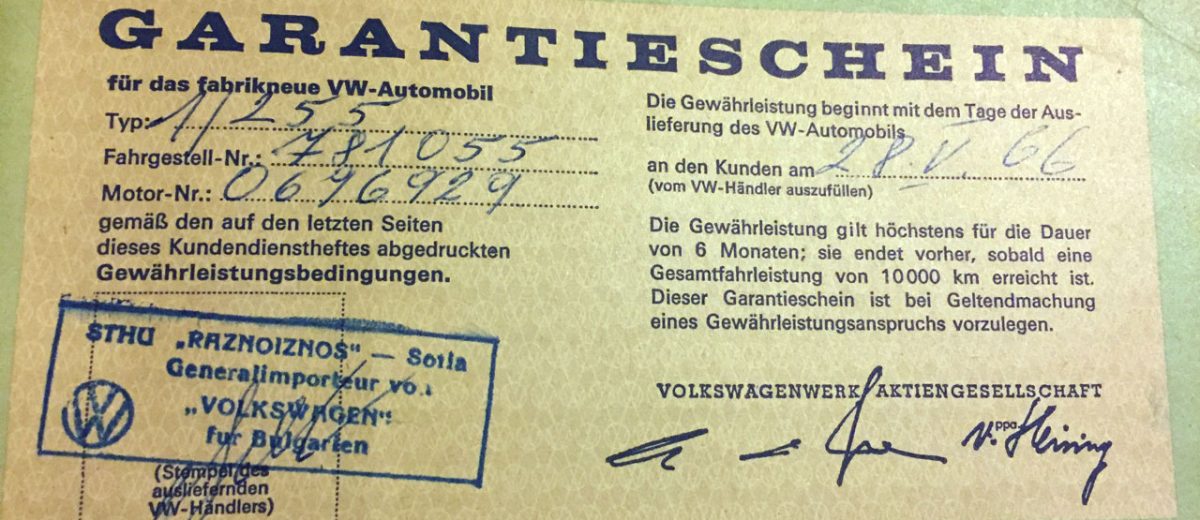 GARANTIESCHEIN
für das fabrikneue VW-Automobil
Typ: 1/255
Fahrgestell-Nr.: 781055
Motor-Nr.: 0696929
gemäß den auf den letzten Seiten
dieses Kundendienstheftes abgedruckten
Gewährleistungsbedingungen.
STHU „RAZNOIZNOS" — Sofia
Generalimporteur
„VOLKSWAGEN"
fur Bulgarien
VW
(Stempel des
ausliefernden
VW-Händlers)
Die Gewährleistung beginnt mit dem Tage der Aus-
lieferung des VW-Automobils
an den Kunden am 28.V.66
(vom VW-Händler auszufüllen)
Die Gewährleistung gilt höchstens für die Dauer
von 6 Monaten; sie endet vorher, sobald eine
Gesamtfahrleistung von 10000 km erreicht ist.
Dieser Garantieschein ist bei Geltendmachung
eines Gewährleistungsanspruchs vorzulegen.
VOLKSWAGENWERK AKTIENGESELLSCHAFT
ppa